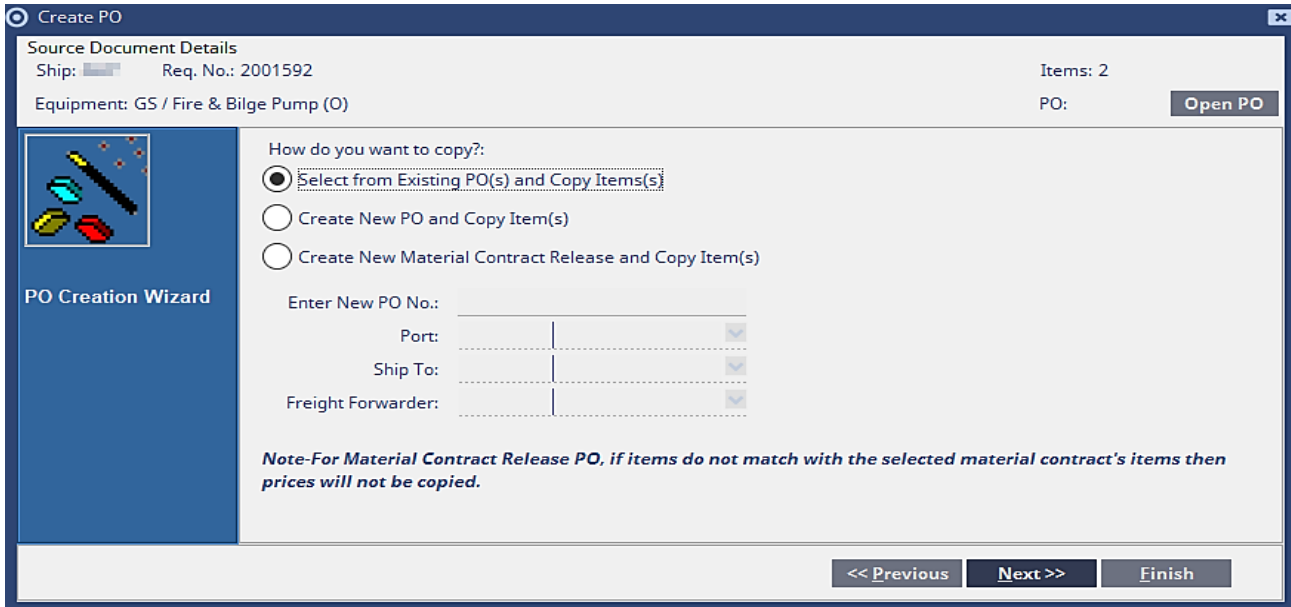 Create PO
Source Document Details
Ship: Req. No.: 2001592 Items: 2
Equipment: GS / Fire & Bilge Pump (O) PO: Open PO
How do you want to copy?:
Select from Existing PO(s) and Copy Items(s)
Create New PO and Copy Item(s)
Create New Material Contract Release and Copy Item(s)
PO Creation Wizard
Enter New PO No.:
Port:
Ship To:
Freight Forwarder:
Note-For Material Contract Release PO, if items do not match with the selected material contract's items then
prices will not be copied.
<< Previous Next >> Finish